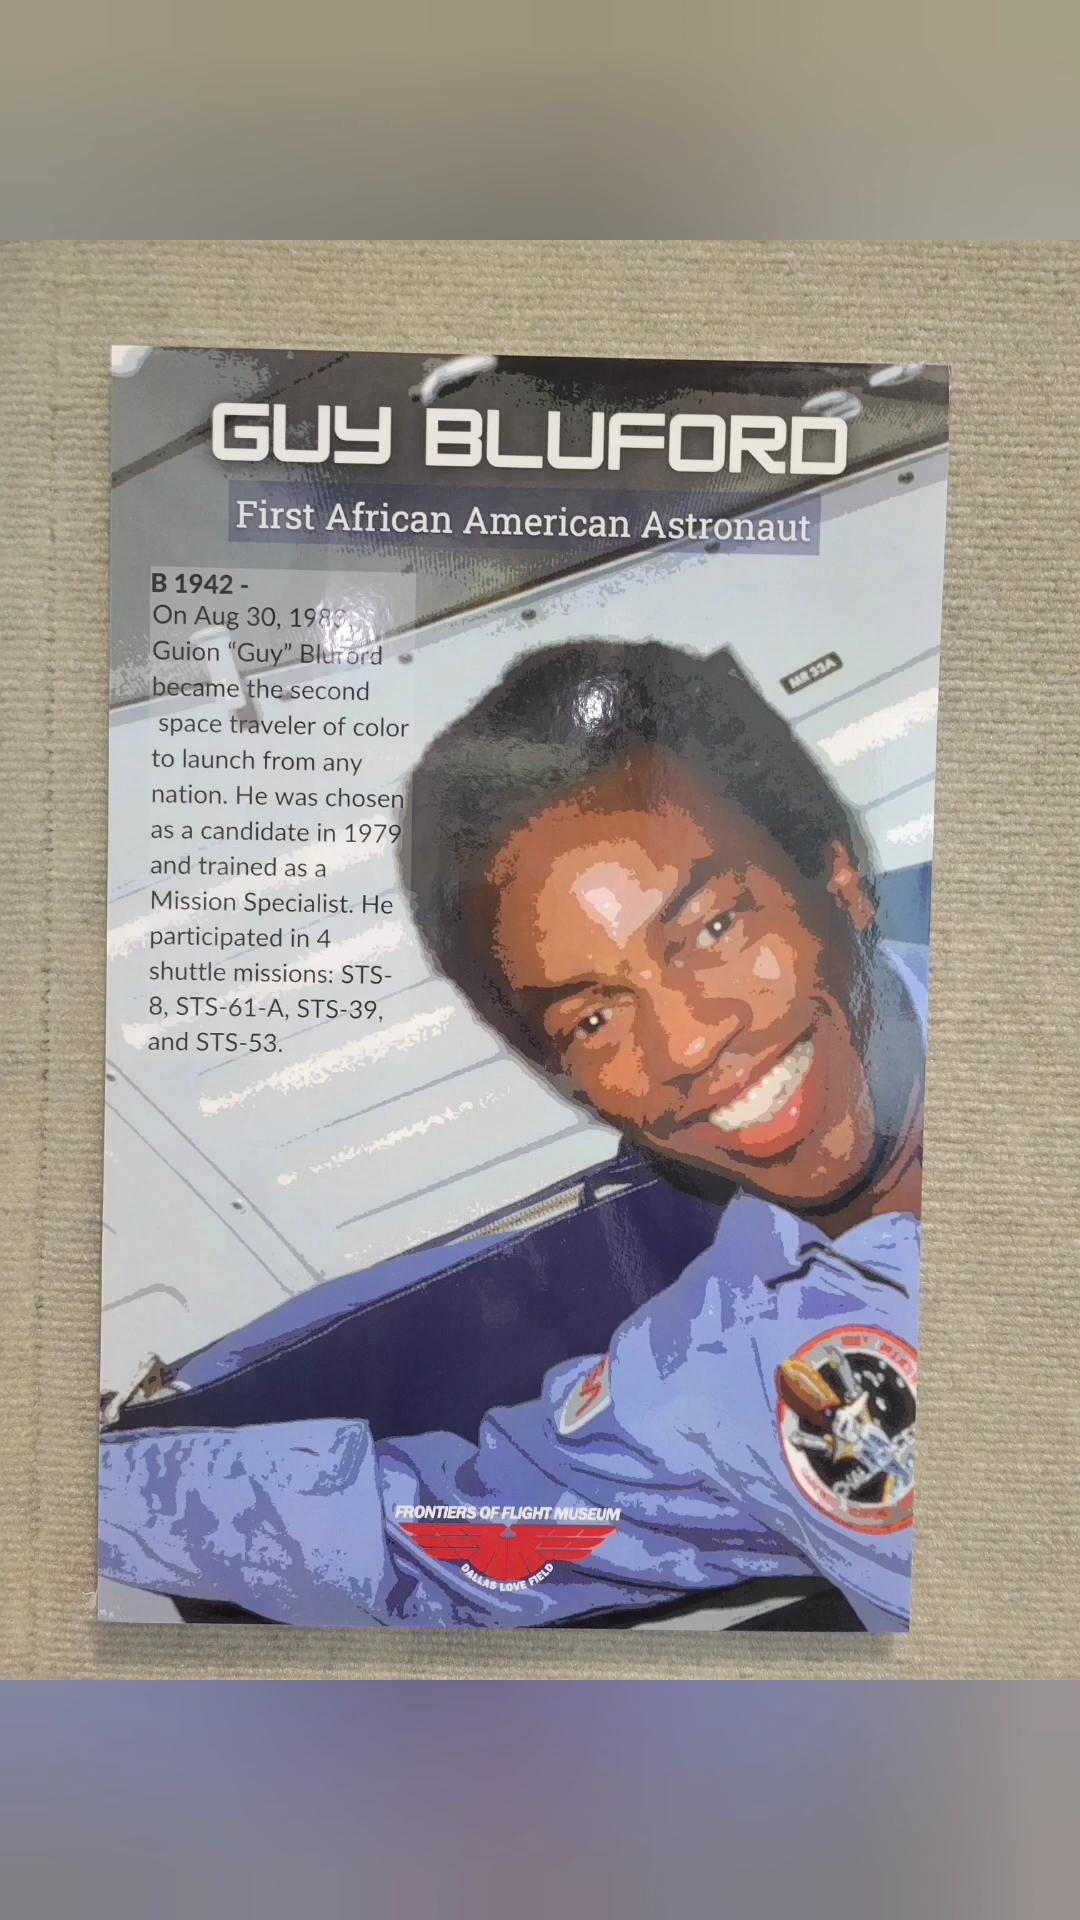 GUY BLUFORD
First African American Astronaut
B 1942 -
On Aug 30, 1983,
Guion “Guy” Bluford
became the second
space traveler of color
to launch from any
nation. He was chosen
as a candidate in 1979
and trained as a
Mission Specialist. He
participated in 4
shuttle missions: STS-
8, STS-61-A, STS-39,
and STS-53.
MR 33A
FRONTIERS OF FLIGHT MUSEUM
DALLAS LOVE FIELD